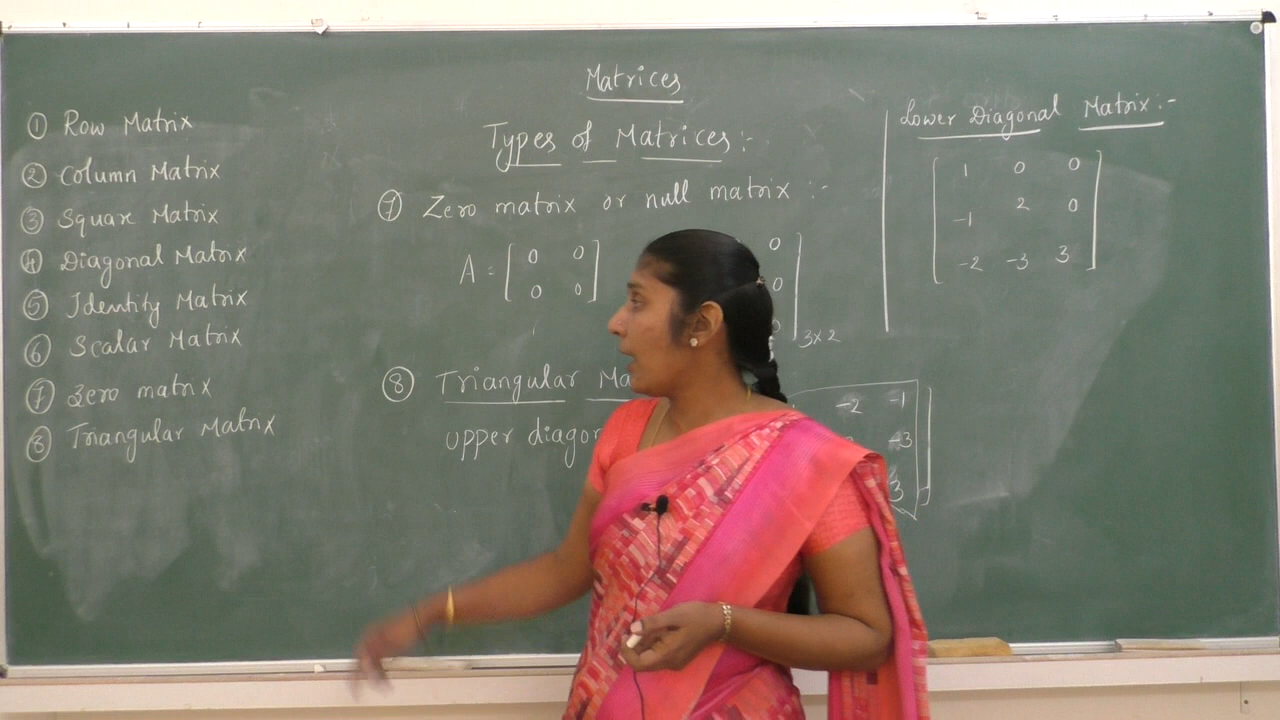 Matrices
Types of Matrices:-
① Row Matrix
② Column Matrix
③ Square Matrix
④ Diagonal Matrix
⑤ Identity Matrix
⑥ Scalar Matrix
⑦ Zero matrix
⑧ Triangular Matrix
⑦ Zero matrix or null matrix :-
A = [ 0 0
0 0 ]
0
0
3x2
⑧ Triangular
upper
-2 -1
-3
3
Lower Diagonal Matrix:-
1 0 0
-1 2 0
-2 -3 3